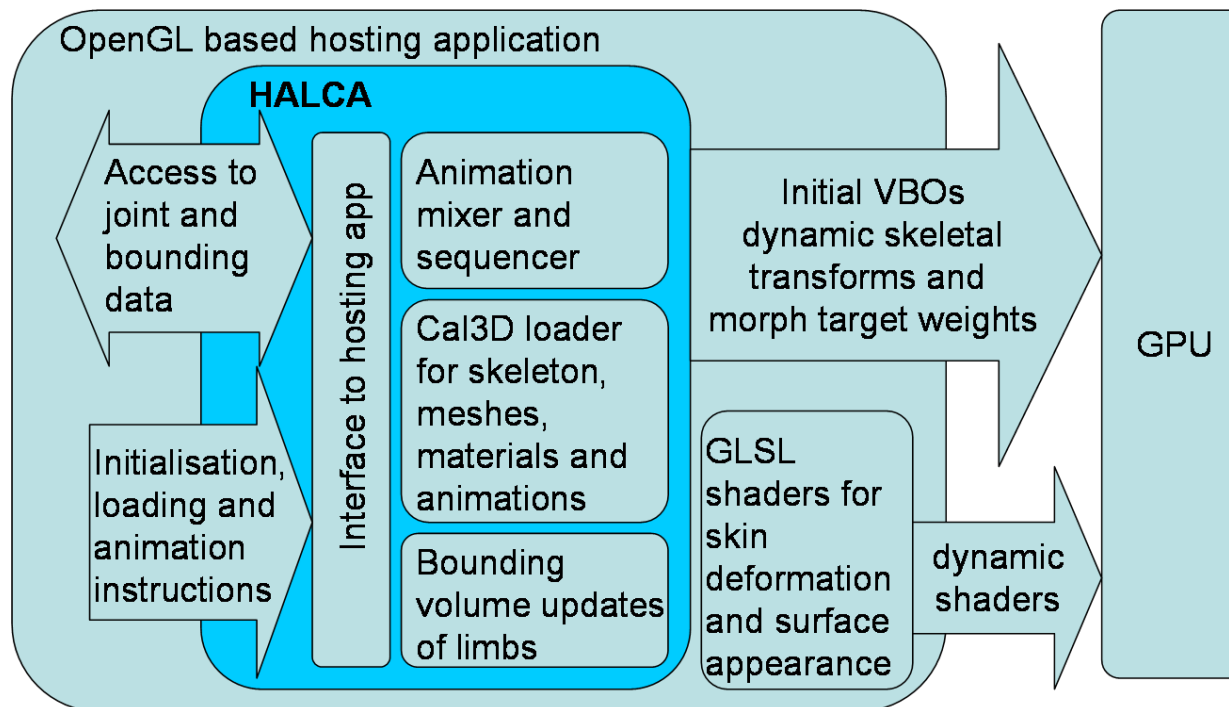 OpenGL based hosting application
HALCA
Access to
joint and
bounding
data
Initialisation,
loading and
animation
instructions
Interface to hosting app
Animation
mixer and
sequencer
Cal3D loader
for skeleton,
meshes,
materials and
animations
Bounding
volume updates
of limbs
Initial VBOs
dynamic skeletal
transforms and
morph target weights
GLSL
shaders for
skin
deformation
and surface
appearance
dynamic
shaders
GPU